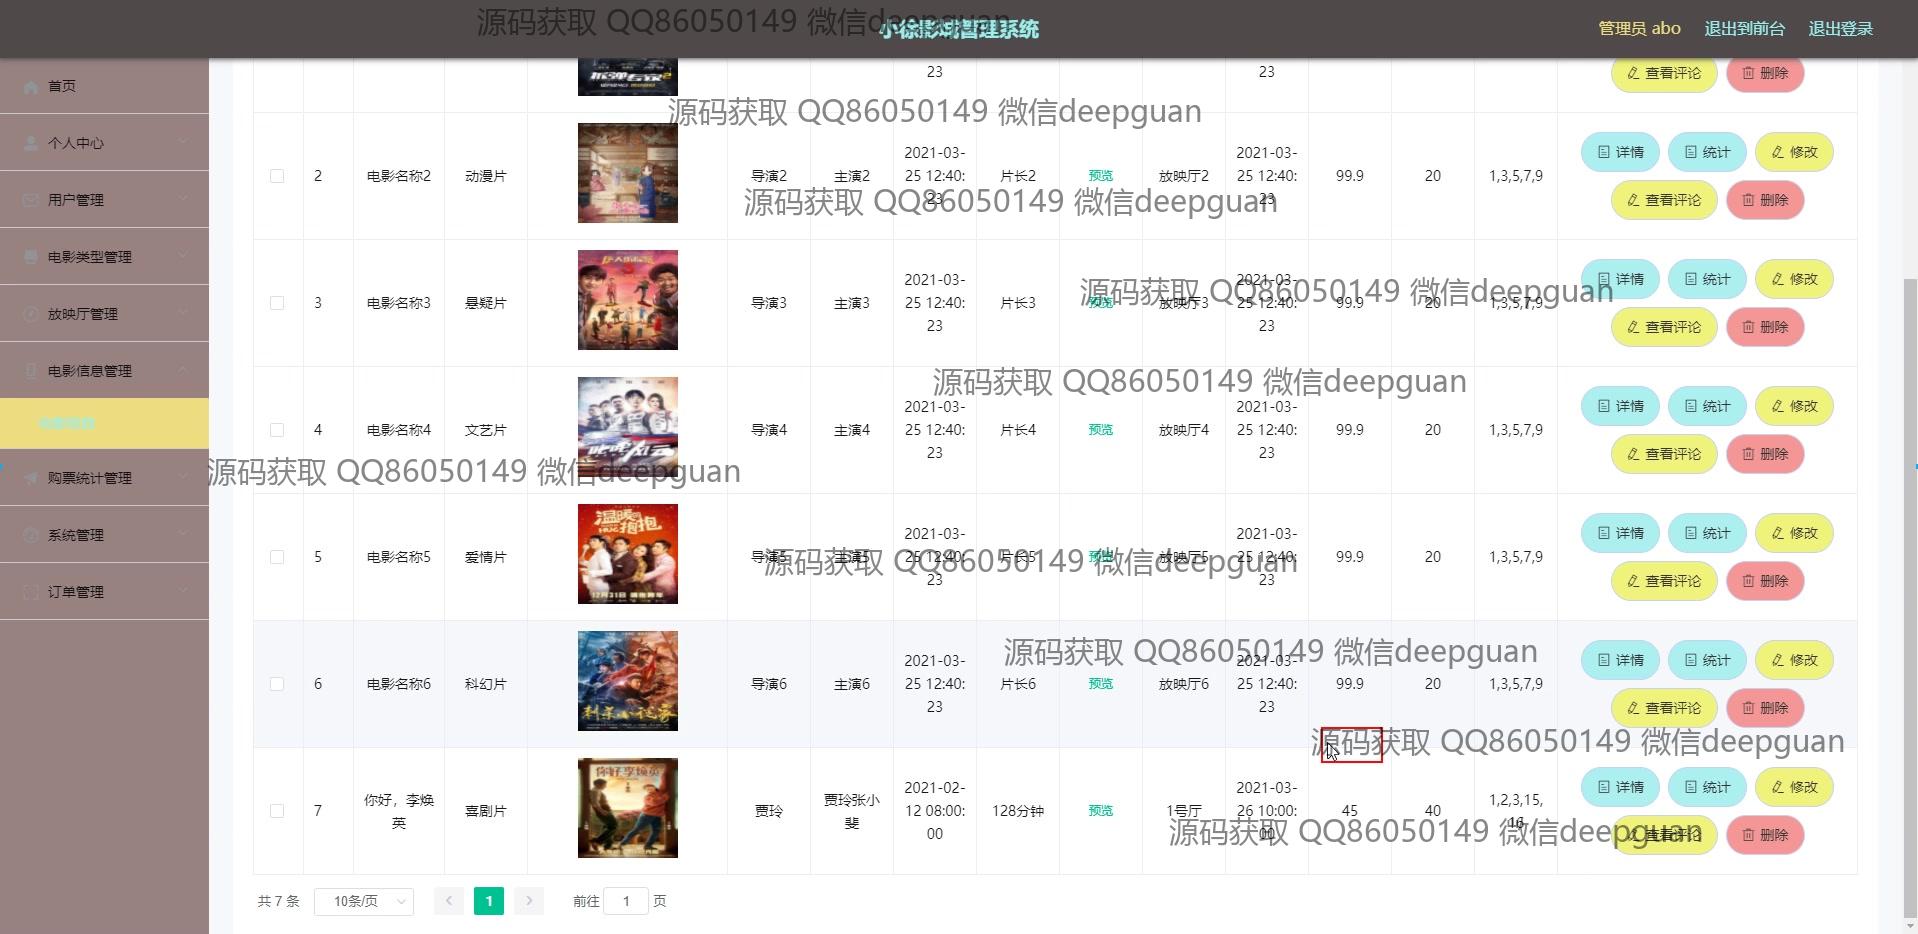 源码获取 QQ86050149 微信deepguan
小徐影城管理系统
管理员 abo 退出到前台 退出登录
首页
个人中心
用户管理
电影类型管理
放映厅管理
电影信息管理
购票统计管理
系统管理
订单管理
23 23 查看评论 删除
源码获取 QQ86050149 微信deepguan
2 电影名称2 动漫片 导演2 主演2 2021-03-25 12:40:23 片长2 预览 放映厅2 2021-03-25 12:40:23 99.9 20 1,3,5,7,9 详情 统计 修改
查看评论 删除
源码获取 QQ86050149 微信deepguan
3 电影名称3 悬疑片 导演3 主演3 2021-03-25 12:40:23 片长3 预览 放映厅3 2021-03-25 12:40:23 99.9 20 1,3,5,7,9 详情 统计 修改
查看评论 删除
源码获取 QQ86050149 微信deepguan
源码获取 QQ86050149 微信deepguan
4 电影名称4 文艺片 导演4 主演4 2021-03-25 12:40:23 片长4 预览 放映厅4 2021-03-25 12:40:23 99.9 20 1,3,5,7,9 详情 统计 修改
查看评论 删除
源码获取 QQ86050149 微信deepguan
5 电影名称5 爱情片 温暖的抱抱 HUG 12月31日 导演5 主演5 2021-03-25 12:40:23 片长5 预览 放映厅5 2021-03-25 12:40:23 99.9 20 1,3,5,7,9 详情 统计 修改
查看评论 删除
源码获取 QQ86050149 微信deepguan
6 电影名称6 科幻片 刺杀小说家 导演6 主演6 2021-03-25 12:40:23 片长6 预览 放映厅6 2021-03-25 12:40:23 99.9 20 1,3,5,7,9 详情 统计 修改
查看评论 删除
源码获取 QQ86050149 微信deepguan
源码获取 QQ86050149 微信deepguan
7 你好，李焕英 喜剧片 你好李焕英 贾玲 贾玲张小斐 2021-02-12 08:00:00 128分钟 预览 1号厅 2021-03-26 10:00:00 45 40 1,2,3,15,16 详情 统计 修改
查看评论 删除
源码获取 QQ86050149 微信deepguan
共 7 条 10条/页 1 前往 1 页